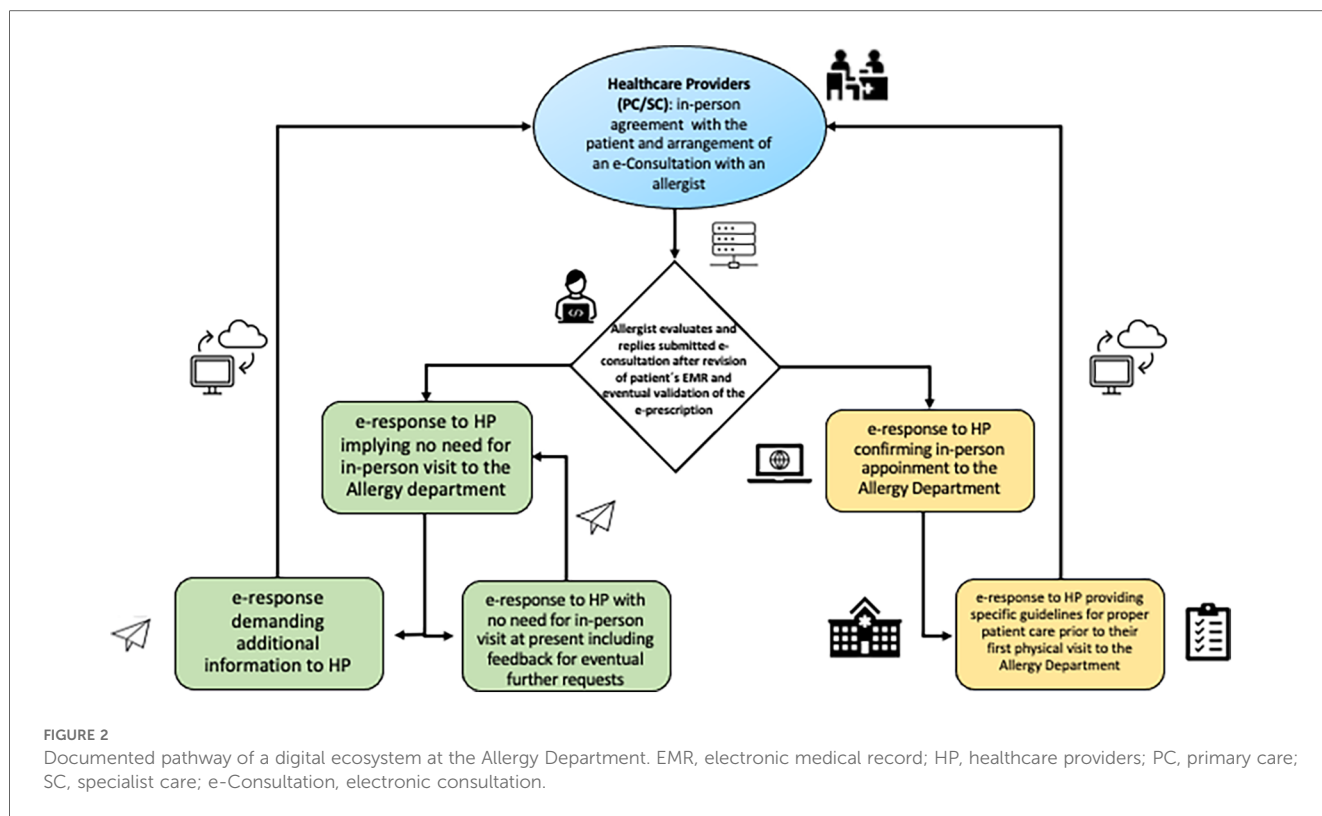 Healthcare Providers
(PC/SC): in-person
agreement with the
patient and arrangement of
an e-Consultation with an
allergist
Allergist evaluates and
replies submitted e-
consultation after revision
of patient´s EMR and
eventual validation of the
e-prescription
e-response to HP
implying no need for
in-person visit to the
Allergy department
e-response to HP
confirming in-person
appoinment to the
Allergy Department
e-response
demanding
additional
information to HP
e-response to HP with
no need for in-person
visit at present including
feedback for eventual
further requests
e-response to HP providing
specific guidelines for proper
patient care prior to their
first physical visit to the
Allergy Department
FIGURE 2
Documented pathway of a digital ecosystem at the Allergy Department. EMR, electronic medical record; HP, healthcare providers; PC, primary care;
SC, specialist care; e-Consultation, electronic consultation.